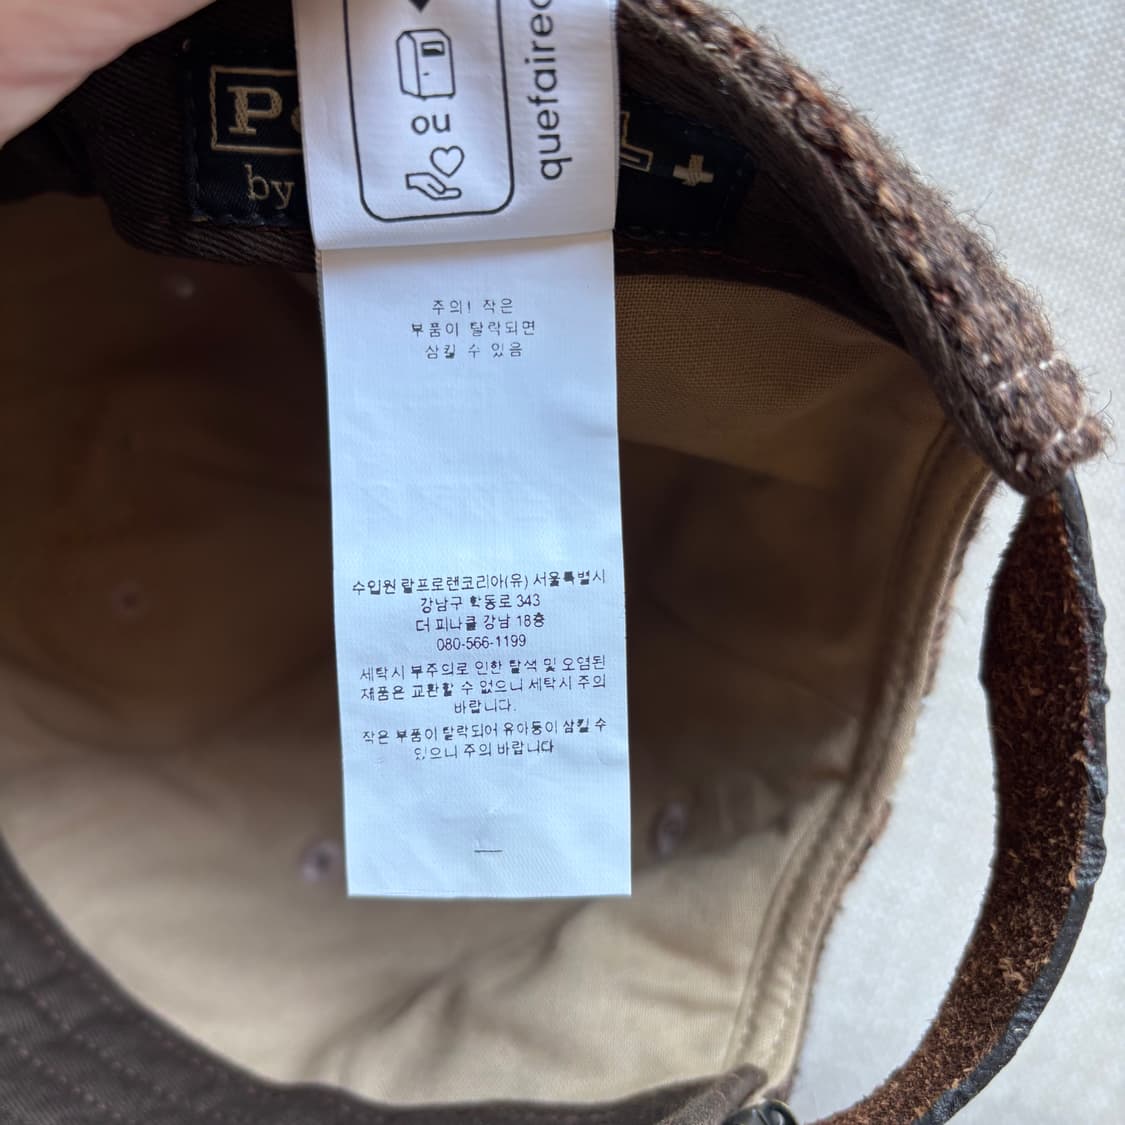 by
ou
주의! 작은
부품이 탈락되면
삼킬 수 있음
수입원 랄프로렌코리아(유) 서울특별시
강남구 학동로 343
더 피나클 강남 18층
080-566-1199
세탁시 부주의로 인한 탈색 및 오염된
제품은 교환할 수 없으니 세탁시 주의
바랍니다.
작은 부품이 탈락되어 유아동이 삼킬 수
있으니 주의 바랍니다